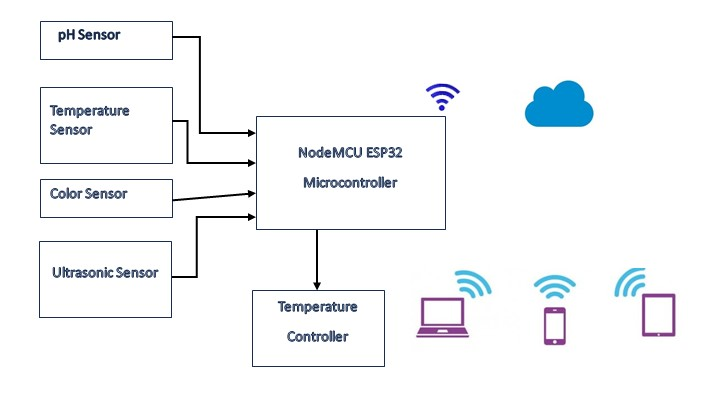 pH Sensor
Temperature
Sensor
Color Sensor
Ultrasonic Sensor
NodeMCU ESP32
Microcontroller
Temperature
Controller